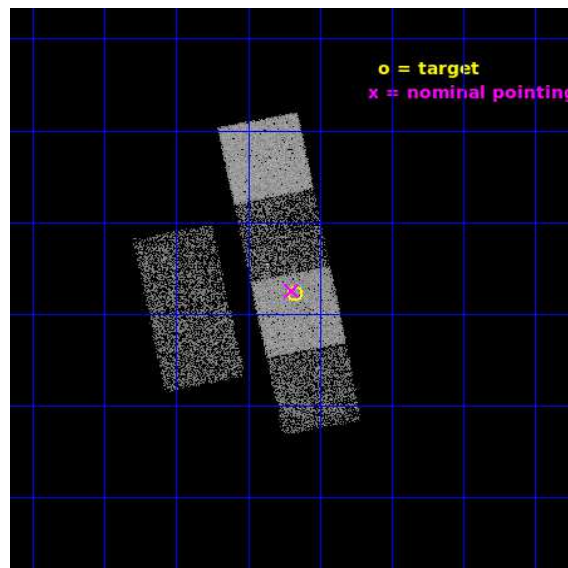 o = target
x = nominal pointing